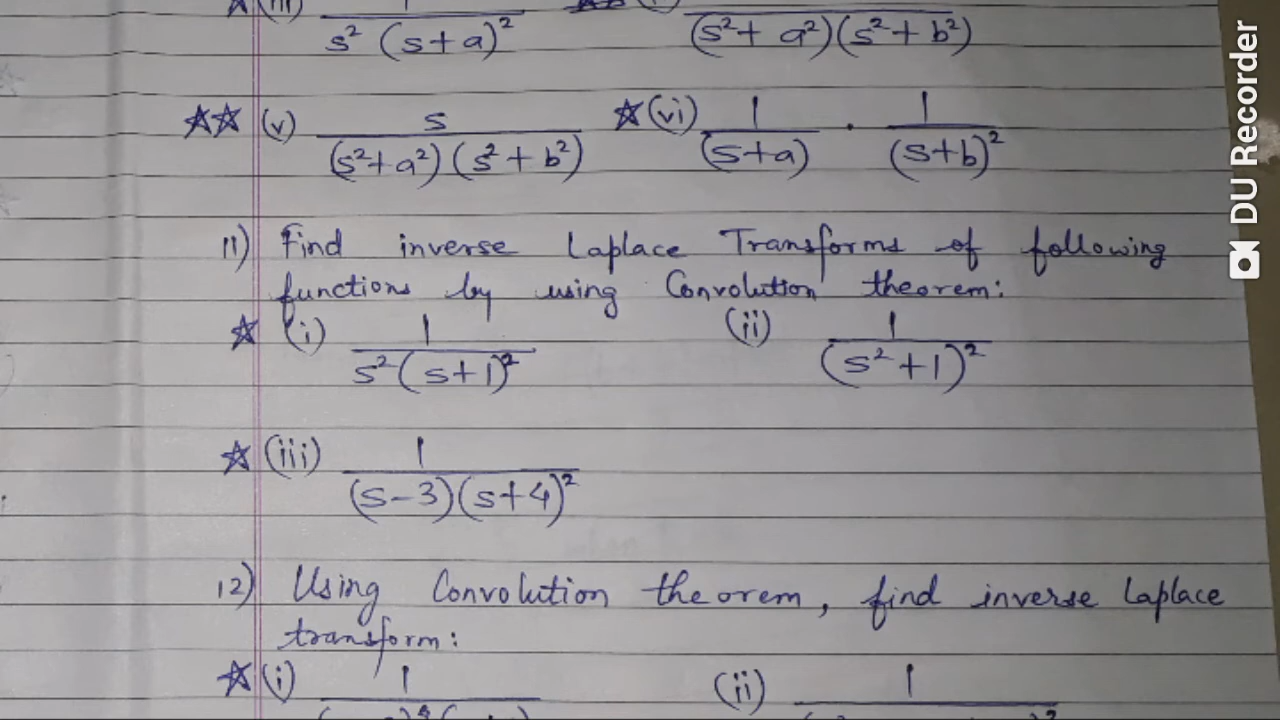 s² (s+a)²    (s²+a²)(s²+b²)
☆☆ (v) s/((s²+a²)(s²+b²))    ☆(vi) 1/(s+a) · 1/(s+b)²
11) Find inverse Laplace Transforms of following
functions by using Convolution theorem:
☆ (i) 1/(s²(s+1)²)    (ii) 1/(s²+1)²
☆ (iii) 1/((s-3)(s+4)²)
12) Using Convolution theorem, find inverse Laplace
transform:
☆(i) 1    (ii) 1
DU Recorder